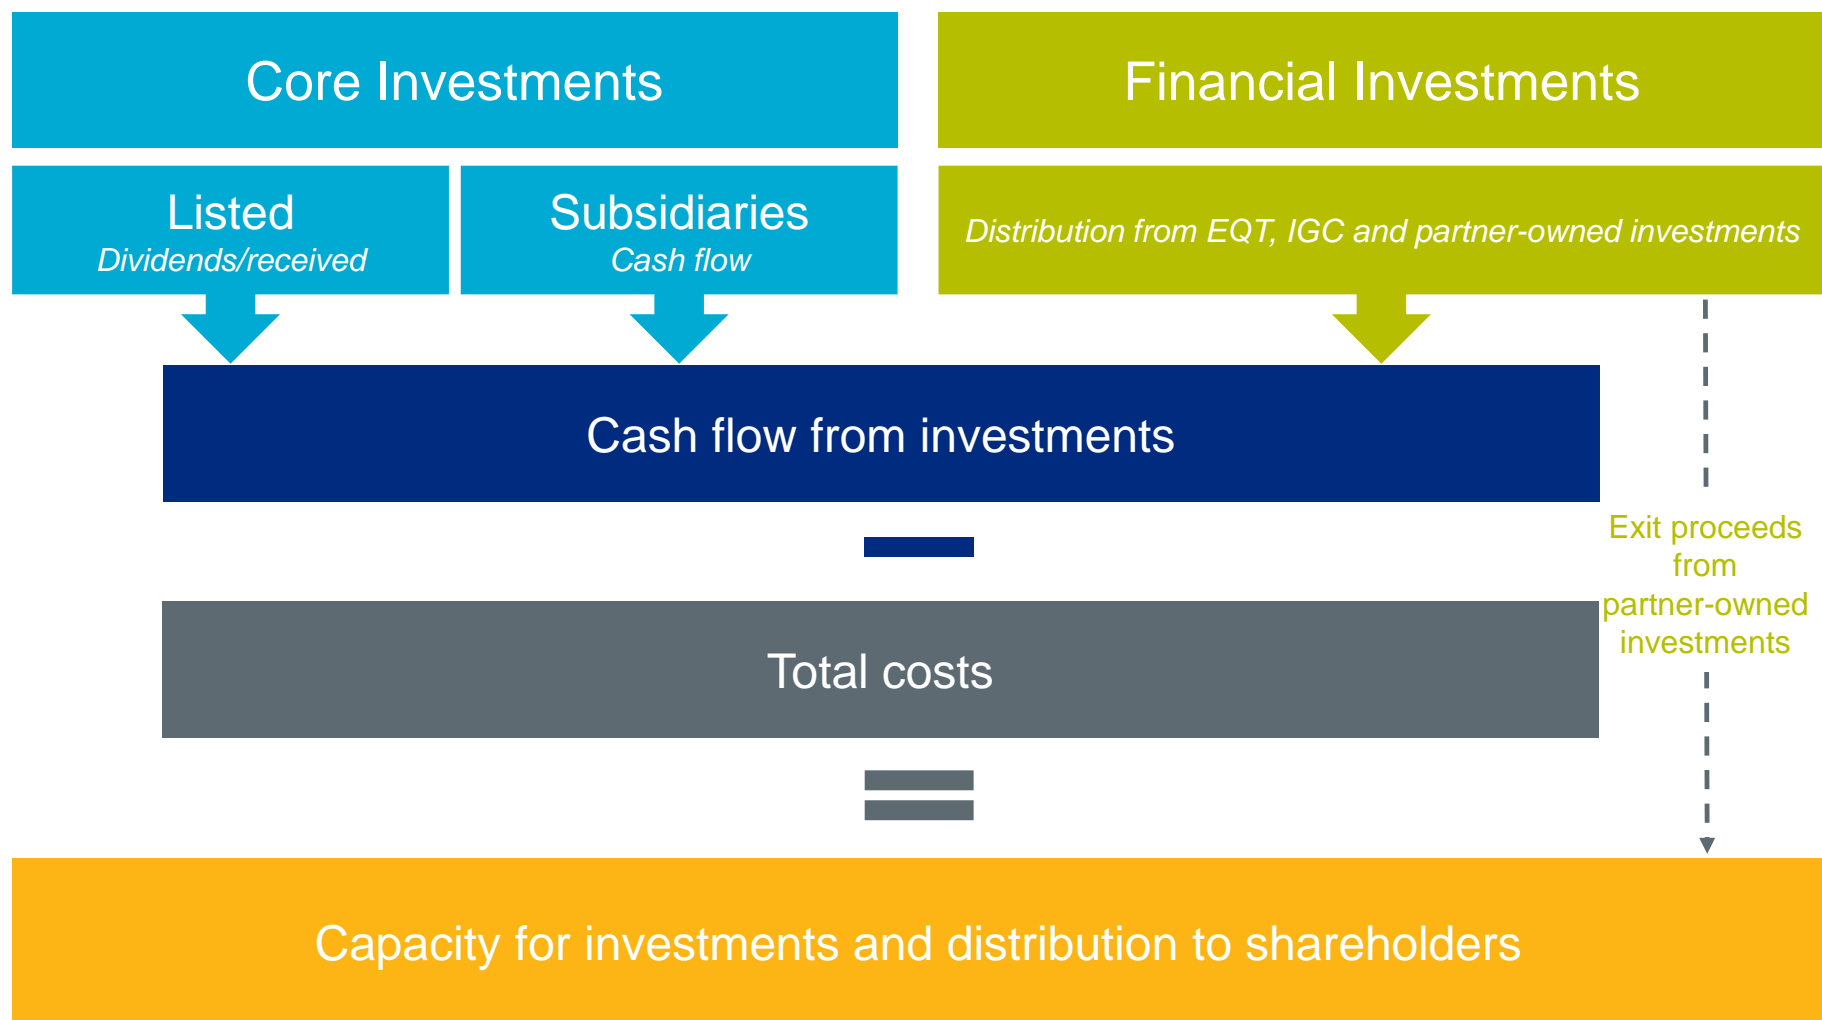 Core Investments
Financial Investments
Listed
Dividends/received
Subsidiaries
Cash flow
Distribution from EQT, IGC and partner-owned investments
Cash flow from investments
Exit proceeds
from
partner-owned
investments
Total costs
Capacity for investments and distribution to shareholders